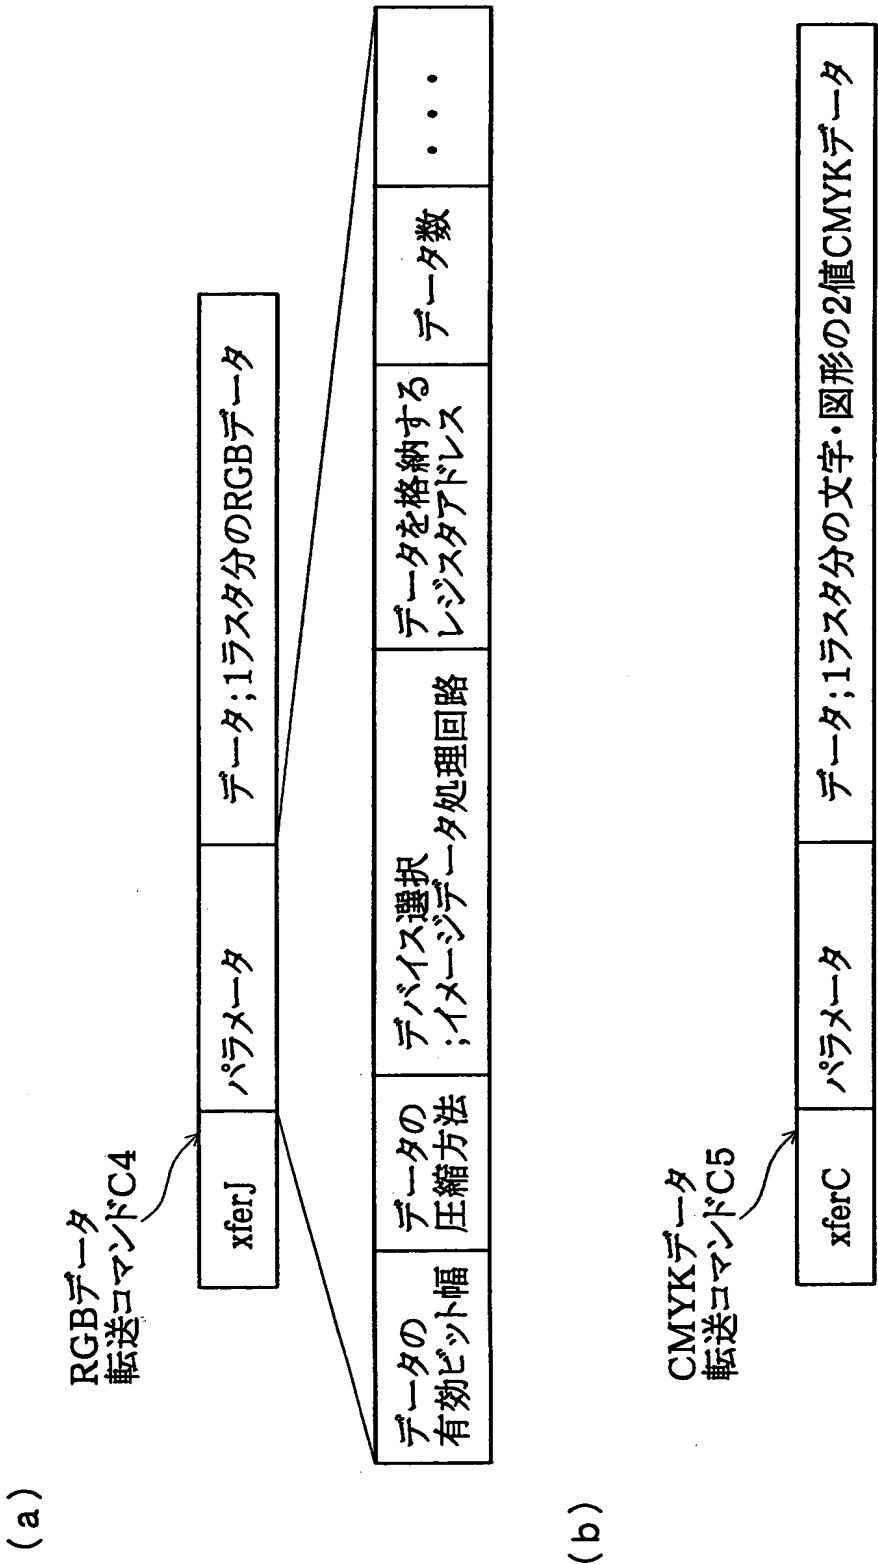 (a)
RGBデータ
転送コマンドC4
xferJ
パラメータ
データ;1ラスタ分のRGBデータ
データの
有効ビット幅
データの
圧縮方法
デバイス選択
;イメージデータ処理回路
データを格納する
レジスタアドレス
データ数
・・・
(b)
CMYKデータ
転送コマンドC5
xferC
パラメータ
データ;1ラスタ分の文字・図形の2値CMYKデータ